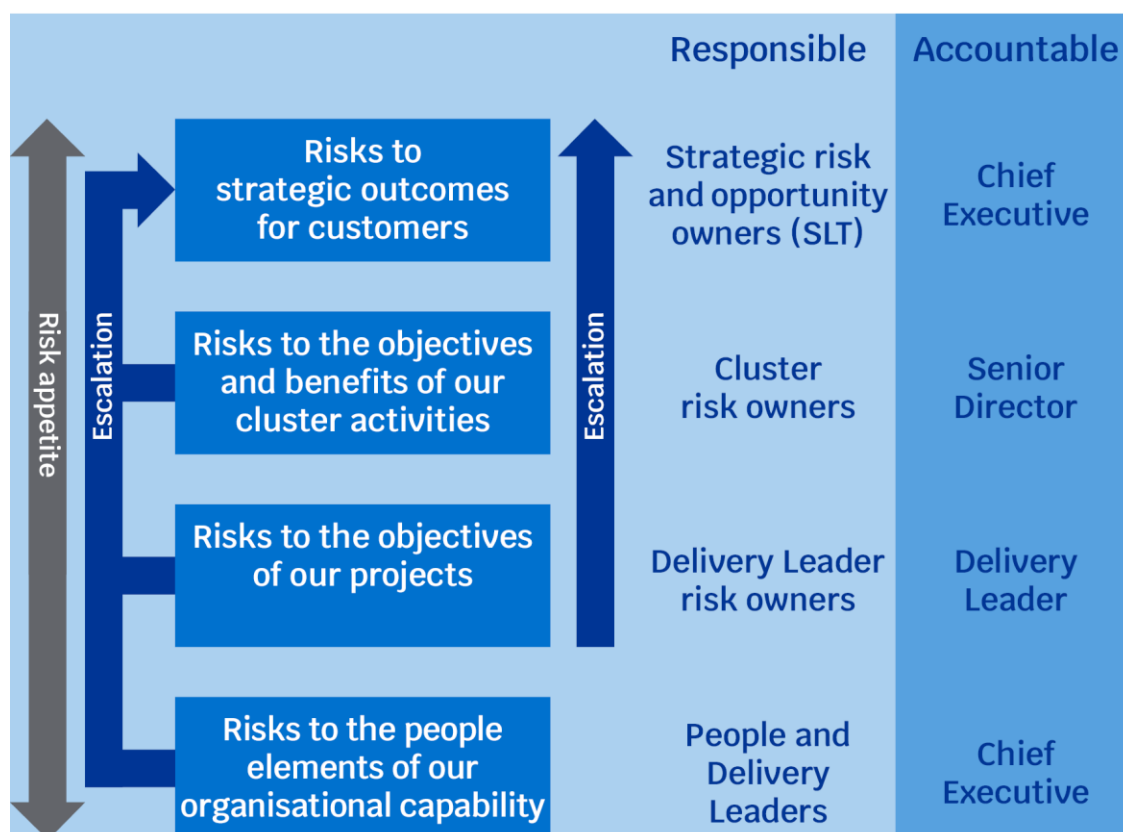 Responsible
Accountable
Risk appetite
Escalation
Risks to
strategic outcomes
for customers
Escalation
Strategic risk
and opportunity
owners (SLT)
Chief
Executive
Risks to the objectives
and benefits of our
cluster activities
Cluster
risk owners
Senior
Director
Risks to the objectives
of our projects
Delivery Leader
risk owners
Delivery
Leader
Risks to the people
elements of our
organisational capability
People and
Delivery
Leaders
Chief
Executive